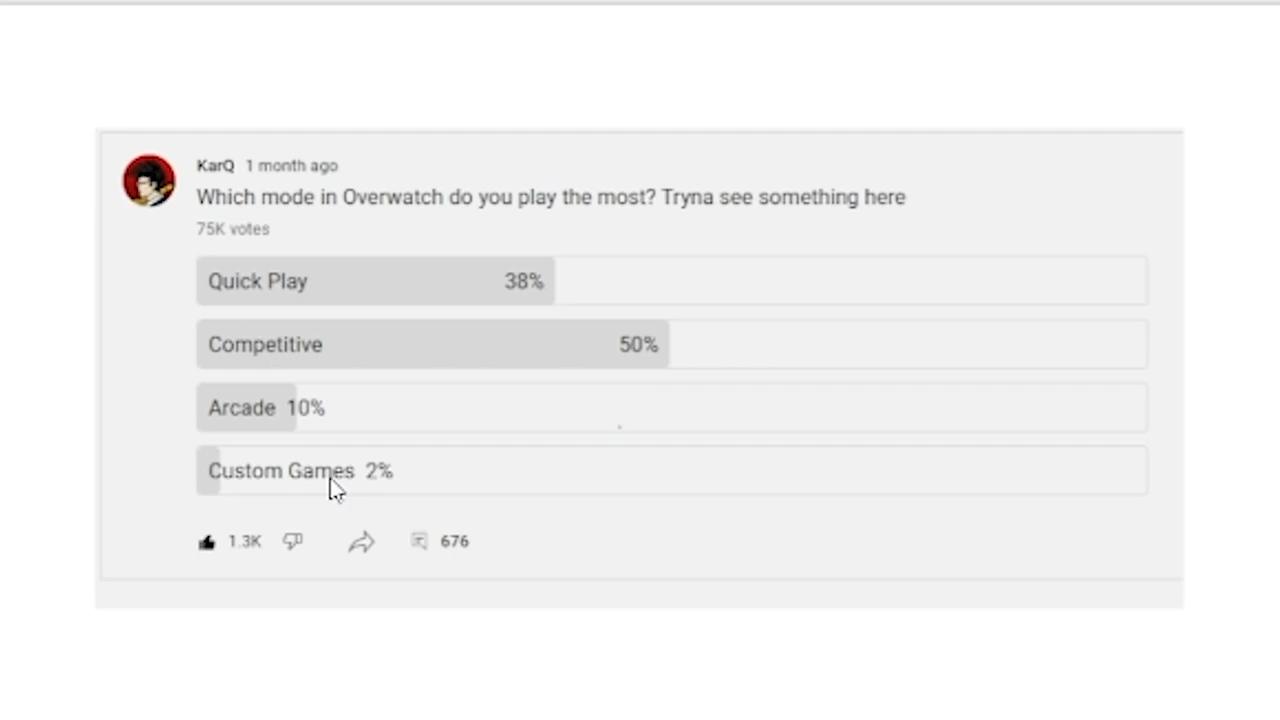 KarQ 1 month ago
Which mode in Overwatch do you play the most? Tryna see something here
75K votes
Quick Play 38%
Competitive 50%
Arcade 10%
Custom Games 2%
1.3K 676